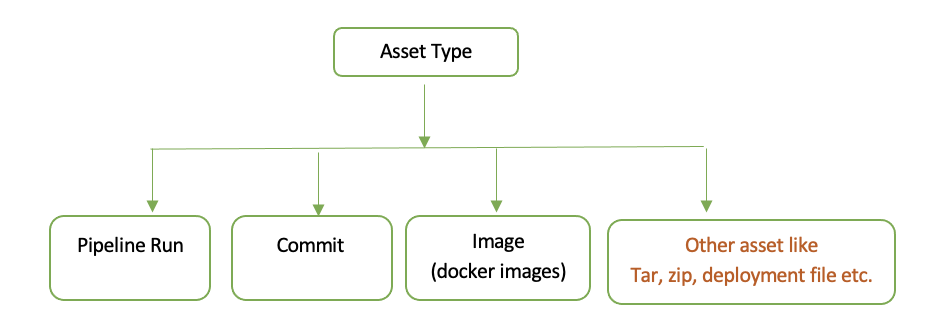 Asset Type
Pipeline Run
Commit
Image
(docker images)
Other asset like
Tar, zip, deployment file etc.